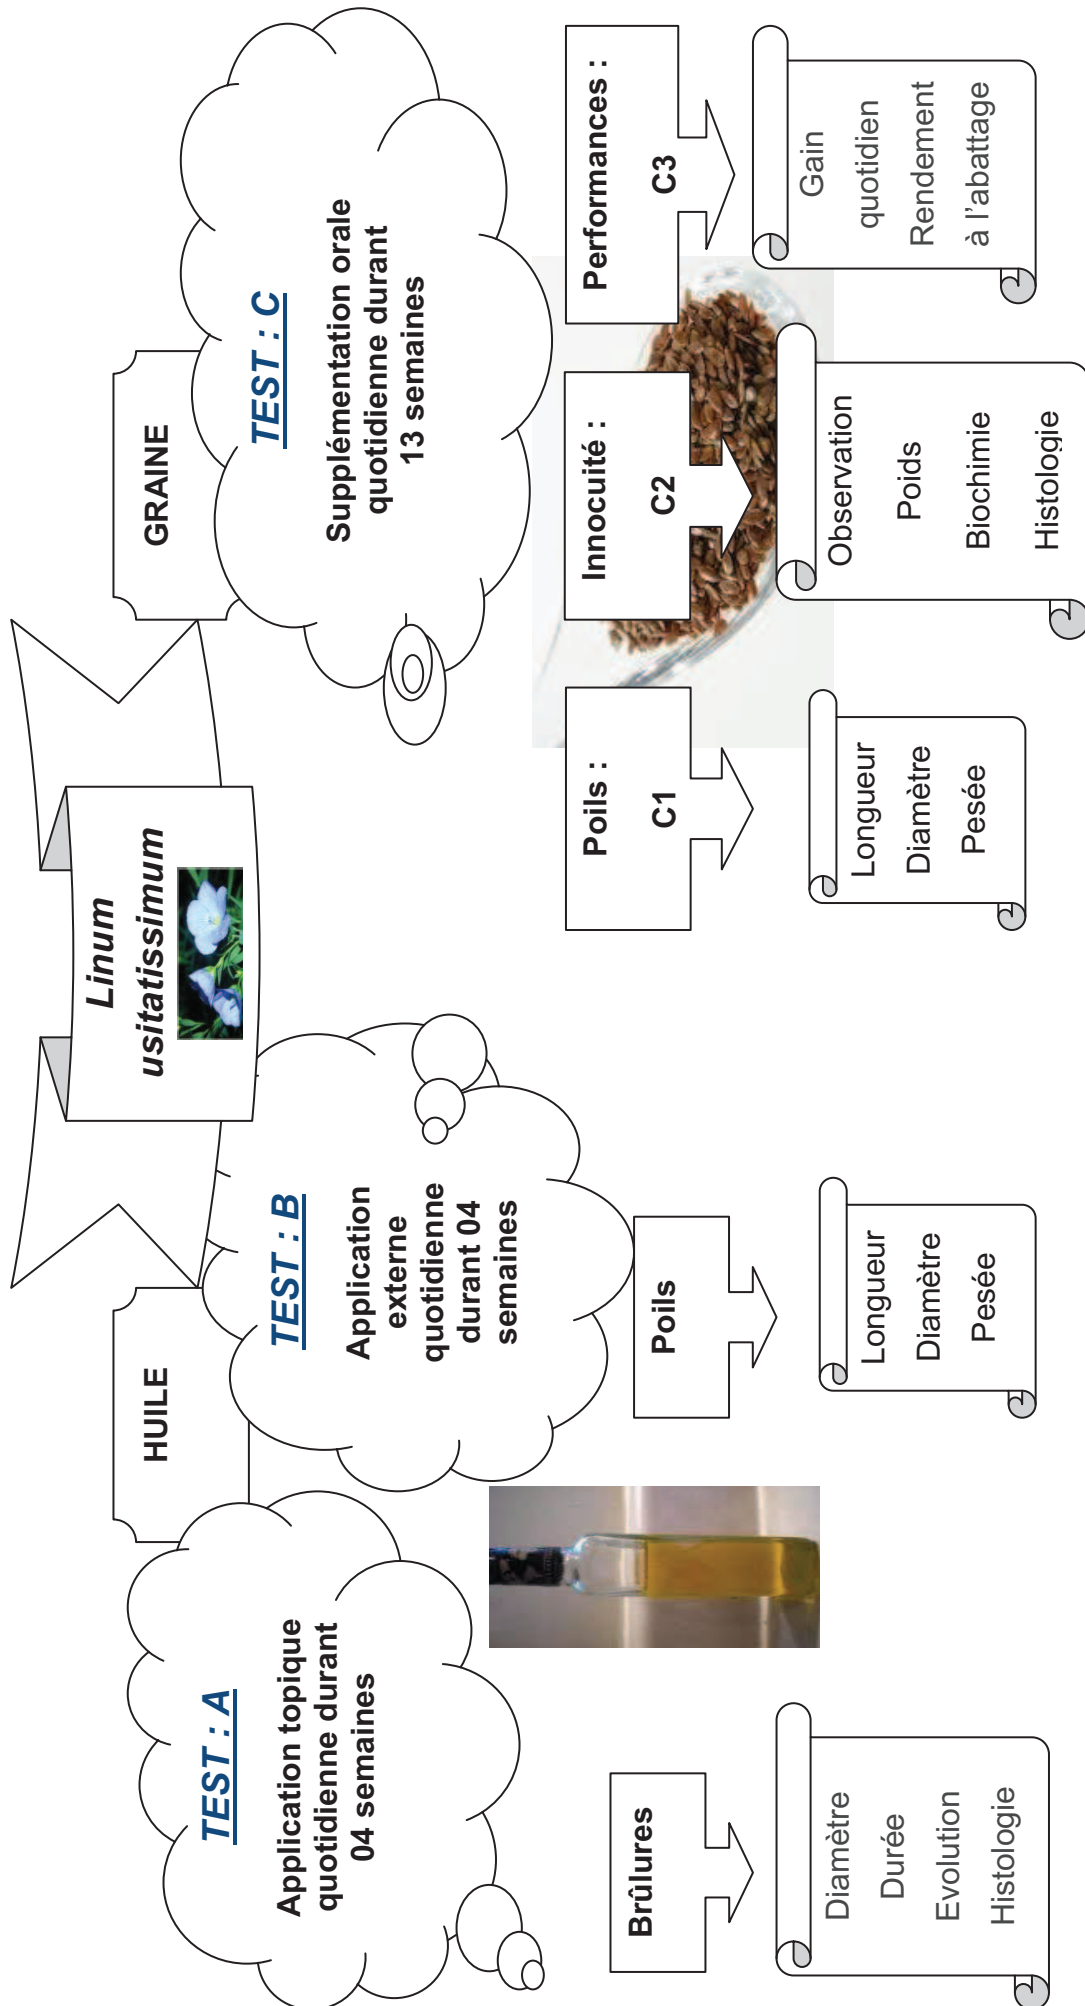 Linum
usitatissimum
HUILE
GRAINE
TEST : A
Application topique
quotidienne durant
04 semaines
TEST : B
Application
externe
quotidienne
durant 04
semaines
TEST : C
Supplémentation orale
quotidienne durant
13 semaines
Brûlures
Poils
Poils :
C1
Innocuité :
C2
Performances :
C3
Diamètre
Durée
Evolution
Histologie
Longueur
Diamètre
Pesée
Longueur
Diamètre
Pesée
Observation
Poids
Biochimie
Histologie
Gain
quotidien
Rendement
à l'abattage